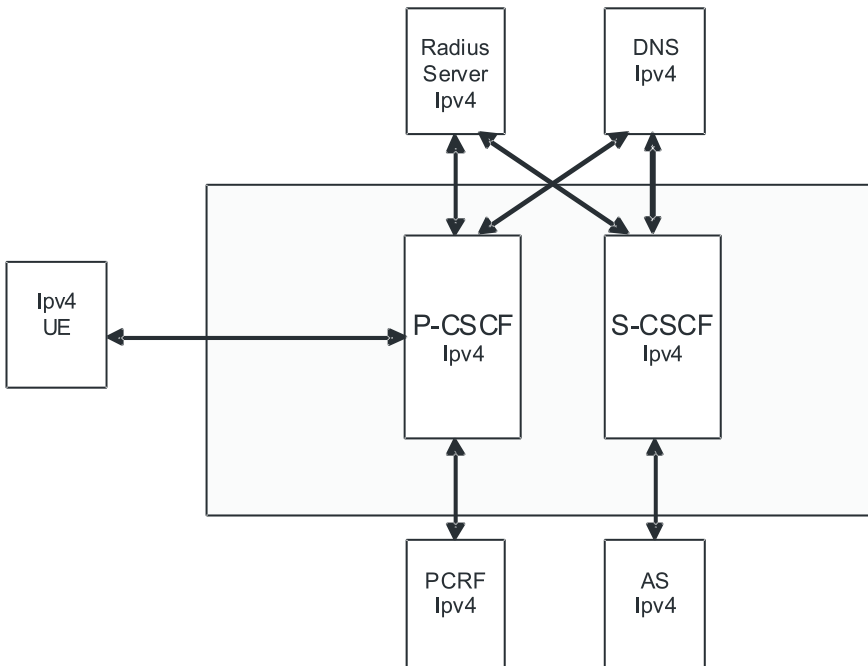 Radius
Server
Ipv4
DNS
Ipv4
Ipv4
UE
P-CSCF
Ipv4
S-CSCF
Ipv4
PCRF
Ipv4
AS
Ipv4